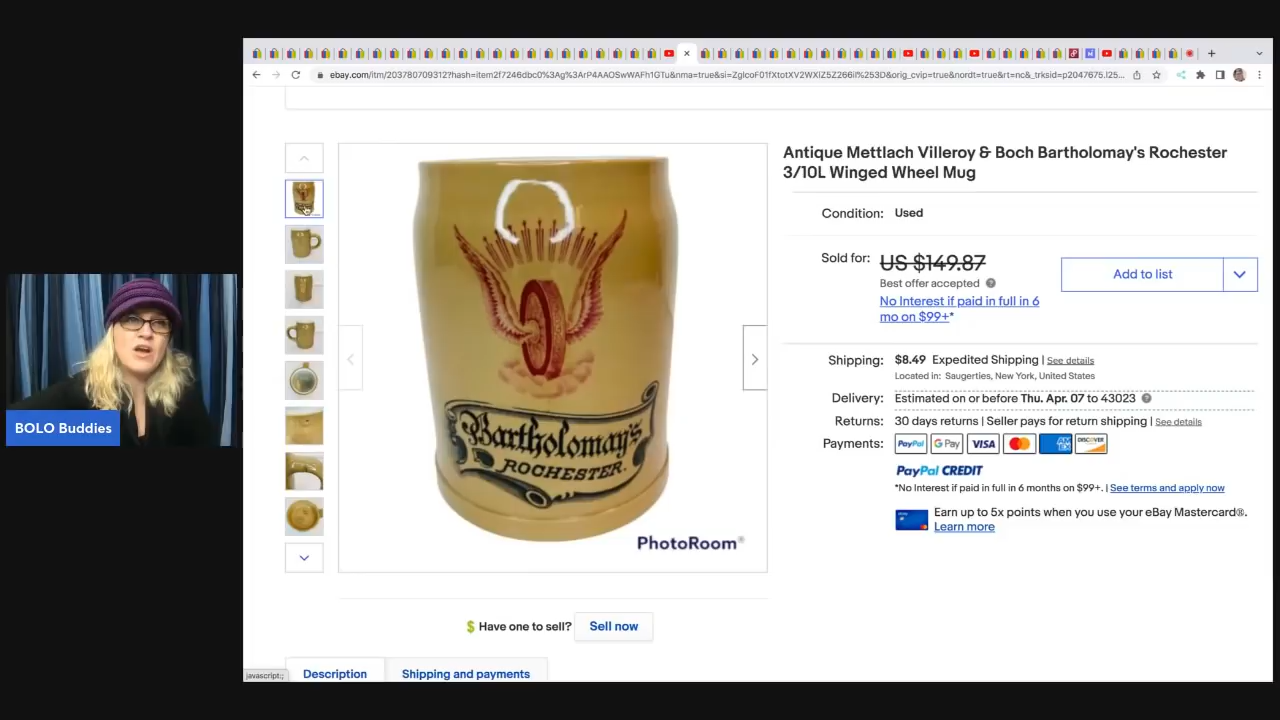 ebay.com/itm/203780709312?hash=item2f7246dbc0%3Ag%3ArP4AAOSwWAFh1GTu&nma=true&si=ZglcoF01fXtotXV2WXiZ5Z266iI%253D&orig_cvip=true&nordt=true&rt=nc&_trksid=p2047675.l25...
Antique Mettlach Villeroy & Boch Bartholomay's Rochester
3/10L Winged Wheel Mug
Condition: Used
Sold for: US $149.87
Best offer accepted
No Interest if paid in full in 6
mo on $99+*
Add to list
Shipping: $8.49 Expedited Shipping | See details
Located in: Saugerties, New York, United States
Delivery: Estimated on or before Thu. Apr. 07 to 43023
Returns: 30 days returns | Seller pays for return shipping | See details
Payments: PayPal G Pay VISA MasterCard AM EX DISCOVER
PayPal CREDIT
*No Interest if paid in full in 6 months on $99+. | See terms and apply now
Earn up to 5x points when you use your eBay Mastercard®.
Learn more
Bartholomay's
ROCHESTER.
PhotoRoom®
BOLO Buddies
Have one to sell? Sell now
Description Shipping and payments
javascript:;